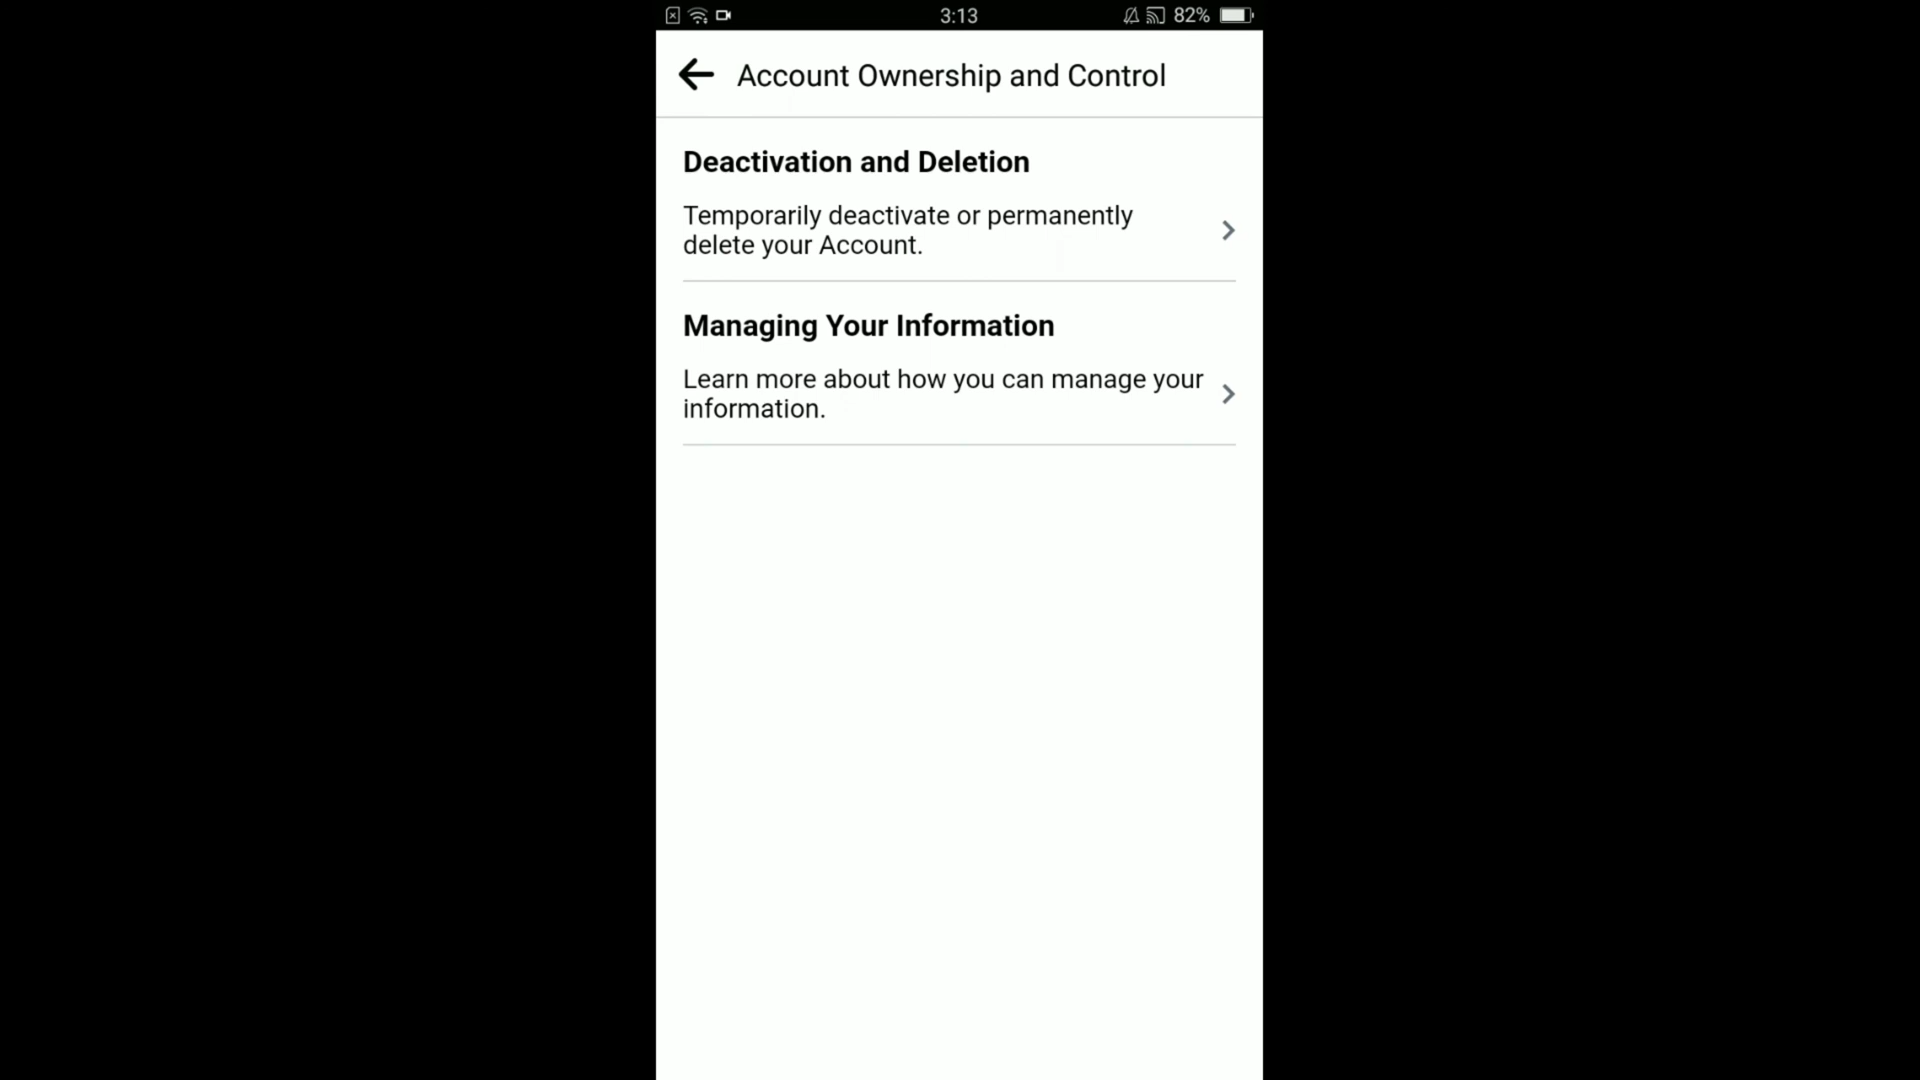 3:13
82%
Account Ownership and Control
Deactivation and Deletion
Temporarily deactivate or permanently
delete your Account.
Managing Your Information
Learn more about how you can manage your
information.